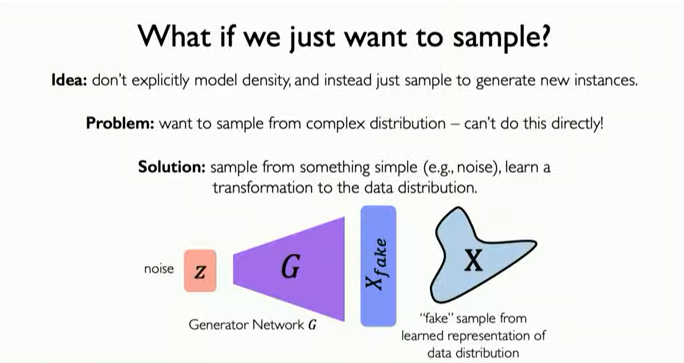 What if we just want to sample?
Idea: don't explicitly model density, and instead just sample to generate new instances.
Problem: want to sample from complex distribution – can't do this directly!
Solution: sample from something simple (e.g., noise), learn a
transformation to the data distribution.
noise
z
G
X_fake
X
Generator Network G
"fake" sample from
learned representation of
data distribution